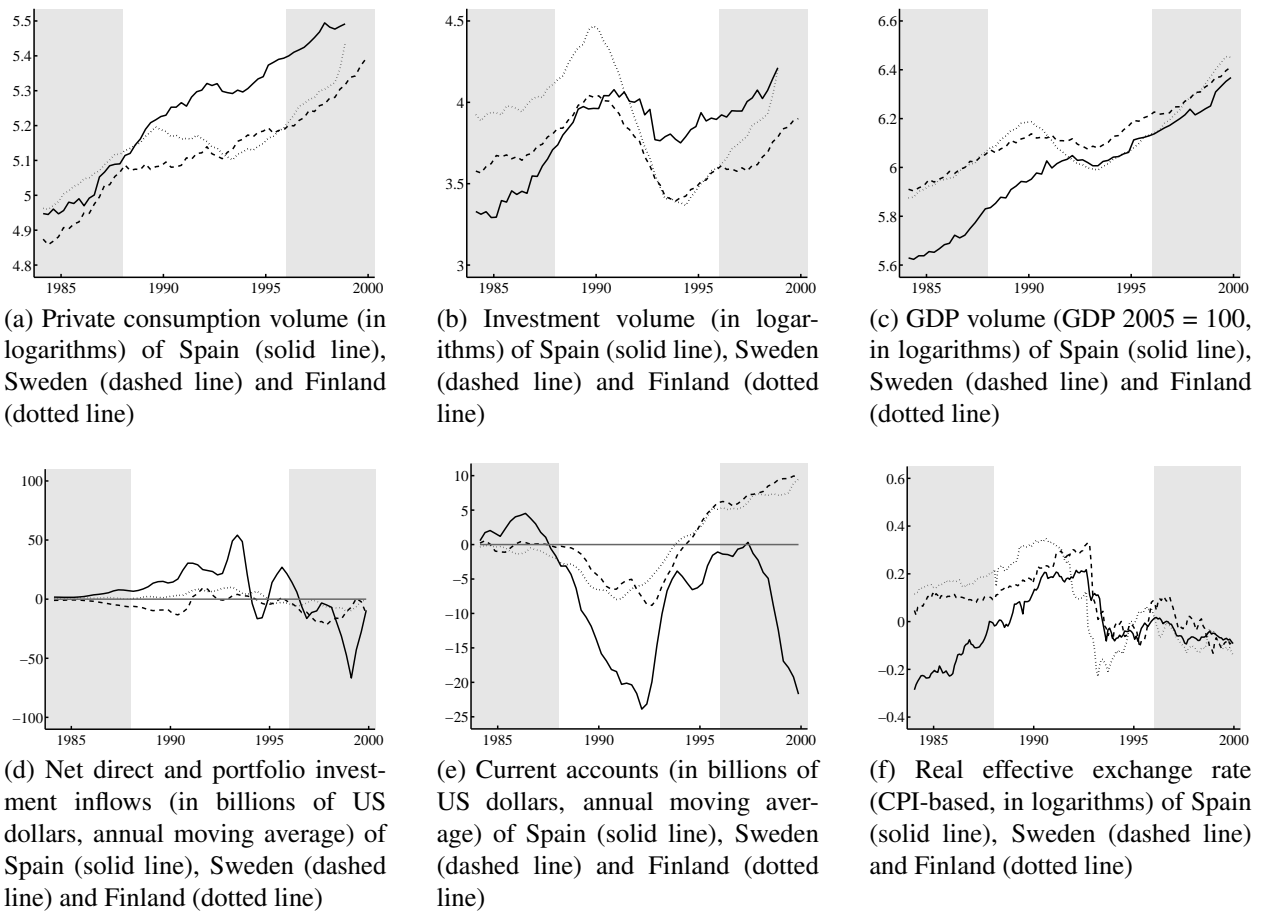 5.5
5.4
5.3
5.2
5.1
5
4.9
4.8
1985 1990 1995 2000
(a) Private consumption volume (in
logarithms) of Spain (solid line),
Sweden (dashed line) and Finland
(dotted line)
4.5
4
3.5
3
1985 1990 1995 2000
(b) Investment volume (in logar-
ithms) of Spain (solid line), Sweden
(dashed line) and Finland (dotted
line)
6.6
6.4
6.2
6
5.8
5.6
1985 1990 1995 2000
(c) GDP volume (GDP 2005 = 100,
in logarithms) of Spain (solid line),
Sweden (dashed line) and Finland
(dotted line)
100
50
0
−50
−100
1985 1990 1995 2000
(d) Net direct and portfolio invest-
ment inflows (in billions of US
dollars, annual moving average) of
Spain (solid line), Sweden (dashed
line) and Finland (dotted line)
10
5
0
−5
−10
−15
−20
−25
1985 1990 1995 2000
(e) Current accounts (in billions of
US dollars, annual moving aver-
age) of Spain (solid line), Sweden
(dashed line) and Finland (dotted
line)
0.6
0.4
0.2
0
−0.2
−0.4
1985 1990 1995 2000
(f) Real effective exchange rate
(CPI-based, in logarithms) of Spain
(solid line), Sweden (dashed line)
and Finland (dotted line)